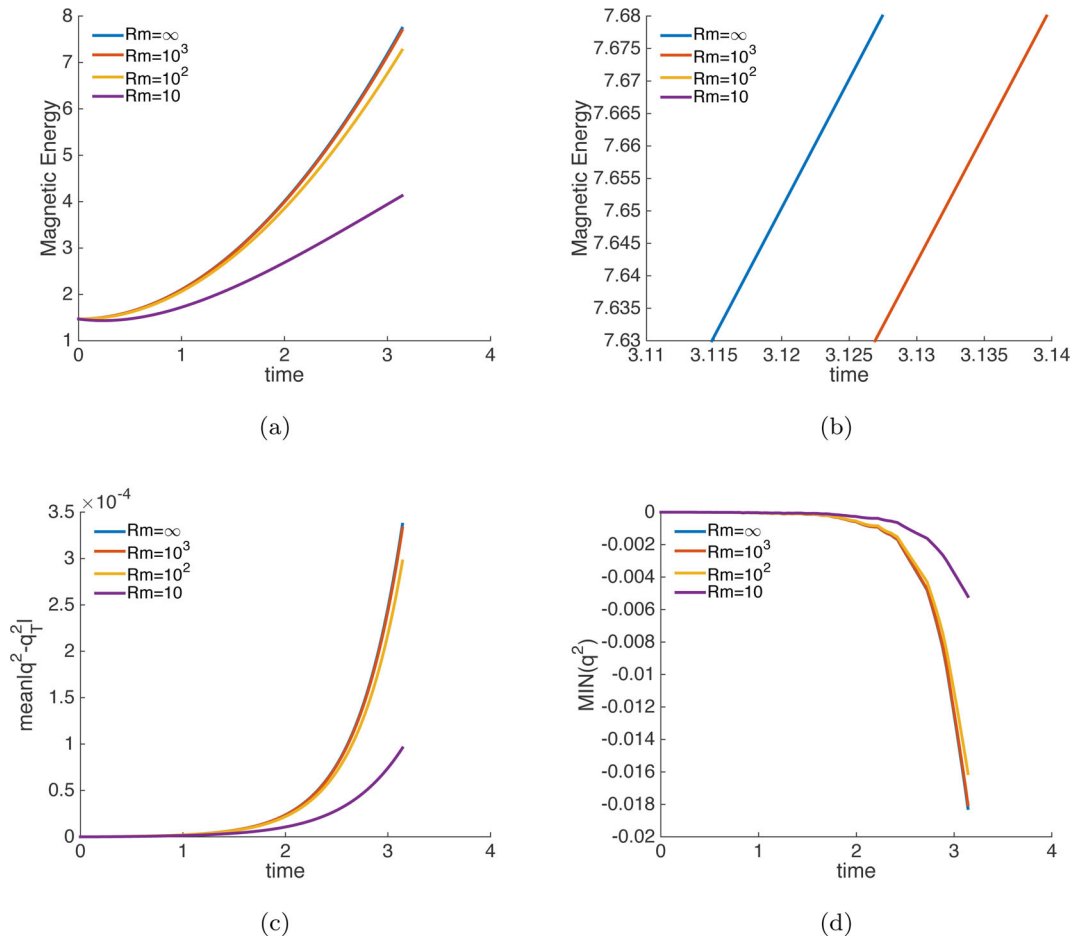 8
7
6
5
4
3
2
1
Magnetic Energy
Rm=∞
Rm=10³
Rm=10²
Rm=10
0
1
2
3
4
time
(a)
7.68
7.675
7.67
7.665
7.66
7.655
7.65
7.645
7.64
7.635
7.63
Magnetic Energy
Rm=∞
Rm=10³
Rm=10²
Rm=10
3.11
3.115
3.12
3.125
3.13
3.135
3.14
time
(b)
×10⁻⁴
3.5
3
2.5
2
1.5
1
0.5
0
mean|q²-q_T²|
Rm=∞
Rm=10³
Rm=10²
Rm=10
0
1
2
3
4
time
(c)
0
-0.002
-0.004
-0.006
-0.008
-0.01
-0.012
-0.014
-0.016
-0.018
-0.02
MIN(q²)
Rm=∞
Rm=10³
Rm=10²
Rm=10
0
1
2
3
4
time
(d)